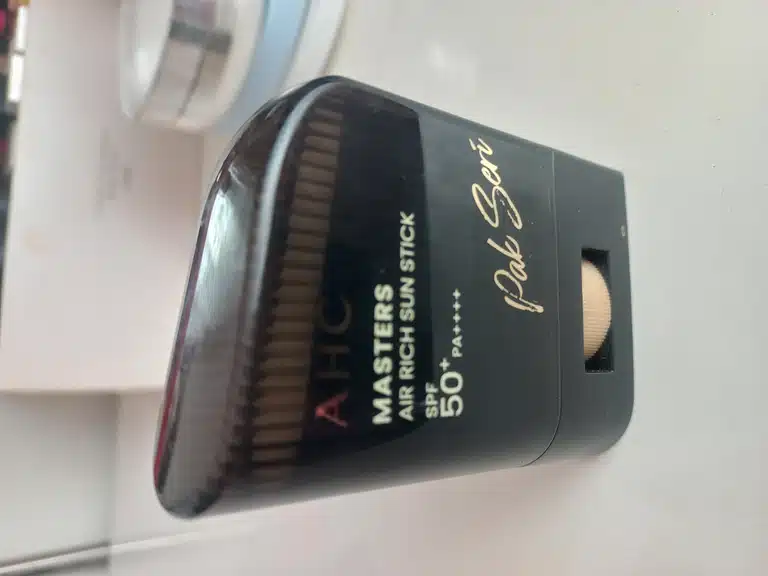 AHC
MASTERS
AIR RICH SUN STICK
SPF
50+ PA++++
Pak Seri